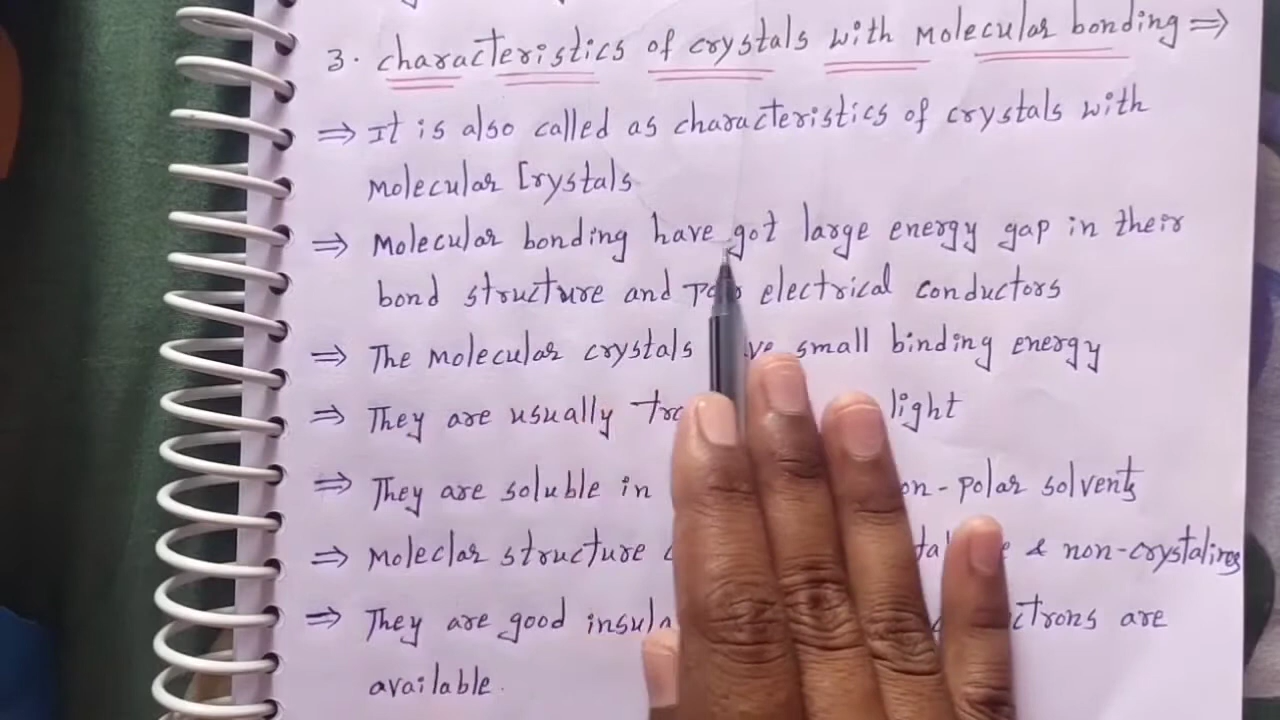 3. characteristics of crystals with Molecular bonding ⇒
⇒ It is also called as characteristics of crystals with
Molecular Crystals
⇒ Molecular bonding have got large energy gap in their
bond structure and electrical conductors
⇒ The Molecular crystals small binding energy
⇒ They are usually light
⇒ They are soluble in polar solvents
⇒ Moleclar structure & non-crystalines
⇒ They are good are
available.